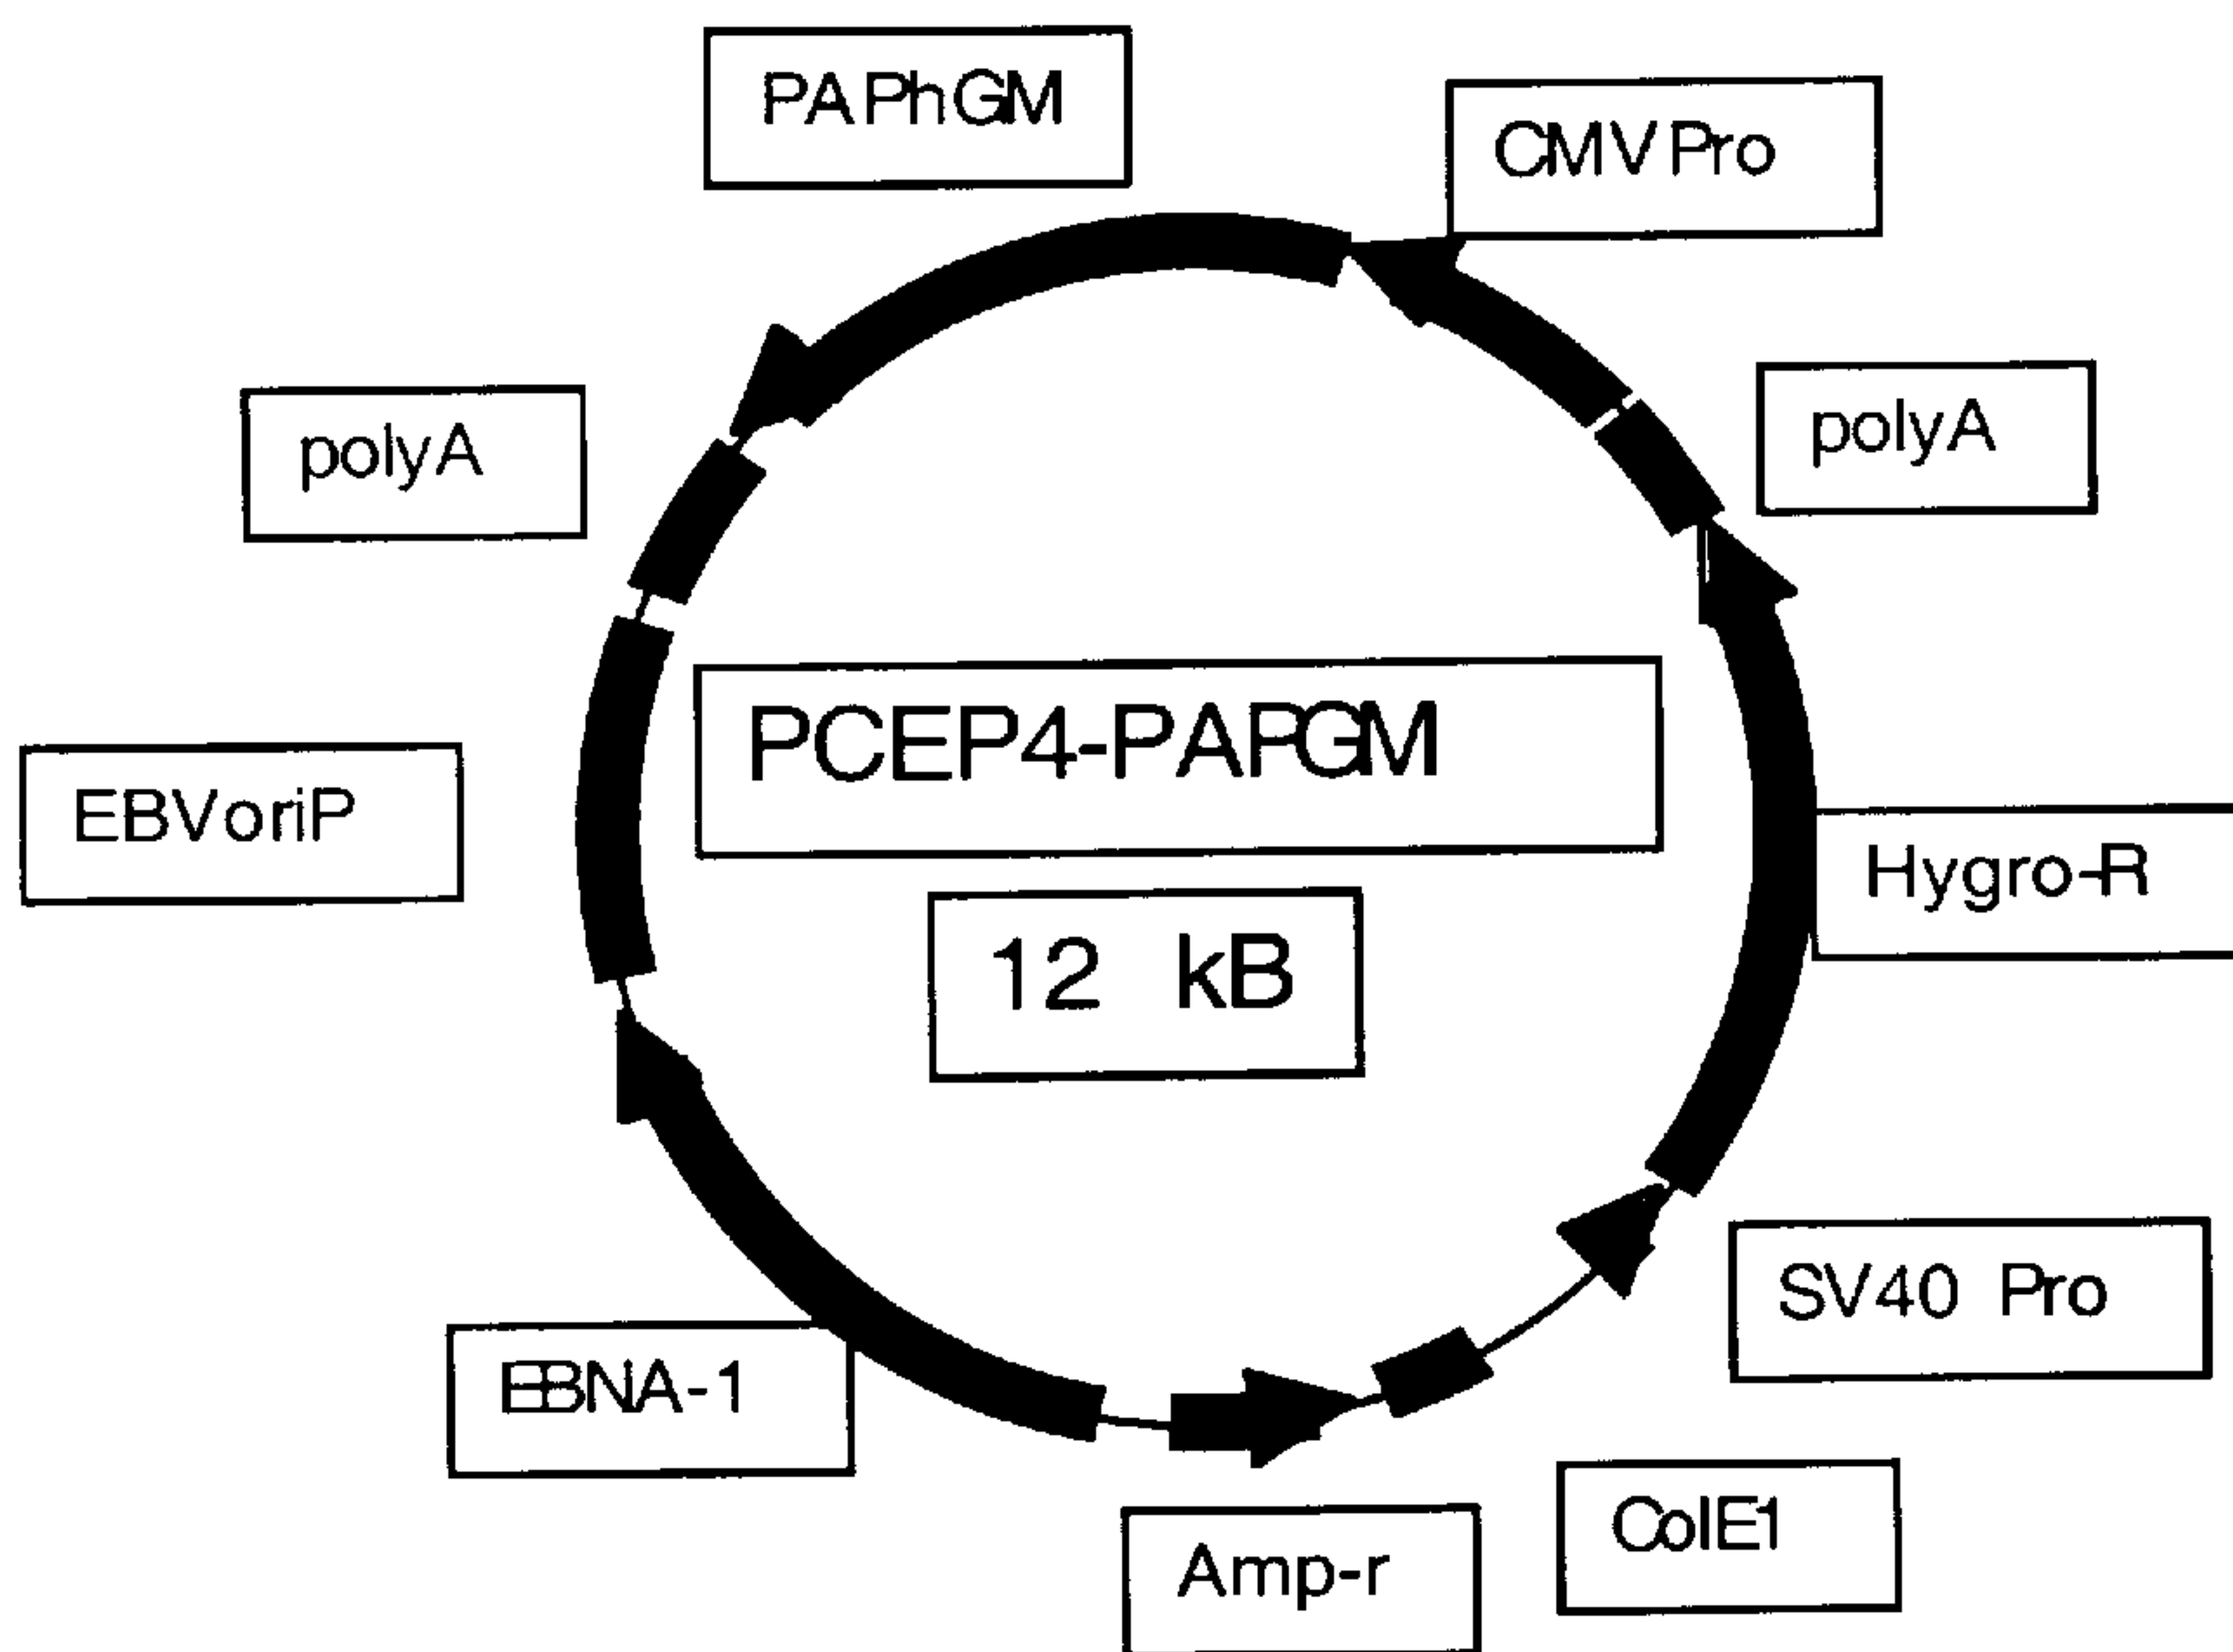 PAPhGM
CMV Pro
polyA
polyA
PCEP4-PAPGM
EBVoriP
Hygro-R
12 kB
SV40 Pro
EBNA-1
ColE1
Amp-r